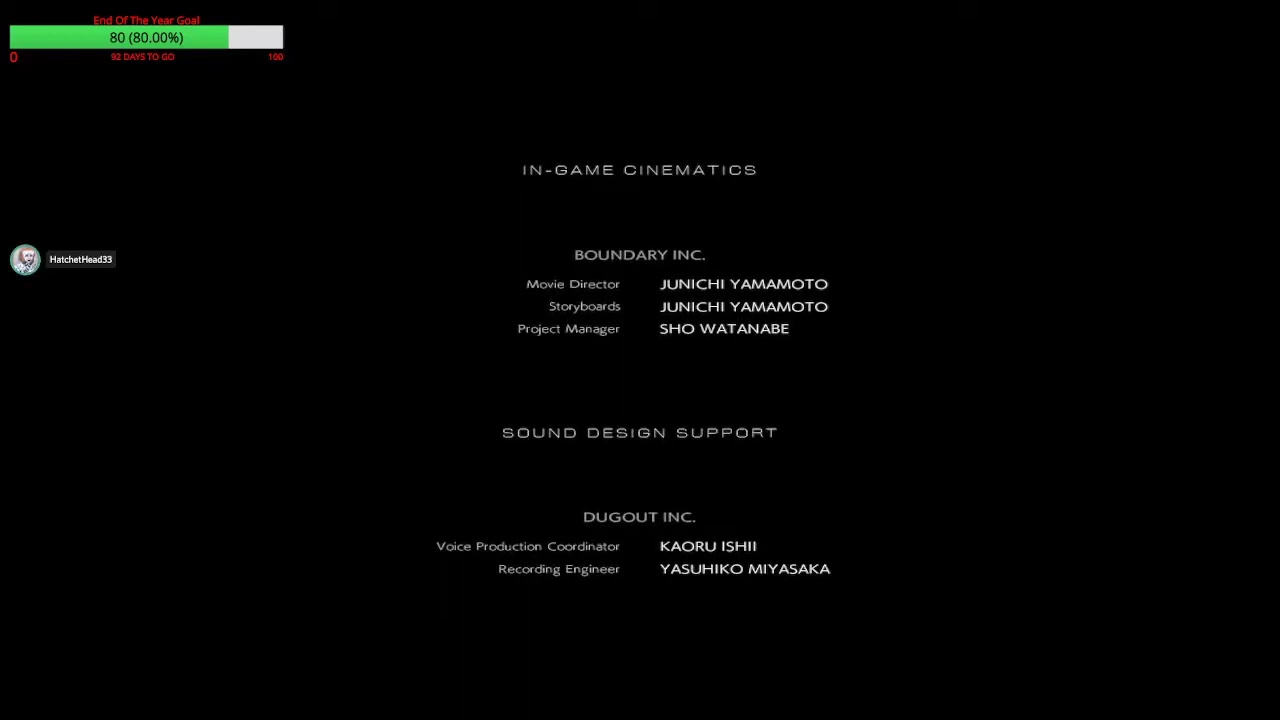 End Of The Year Goal
80 (80.00%)
0 92 DAYS TO GO 100
IN-GAME CINEMATICS
HatchetHead33
BOUNDARY INC.
Movie Director JUNICHI YAMAMOTO
Storyboards JUNICHI YAMAMOTO
Project Manager SHO WATANABE
SOUND DESIGN SUPPORT
DUGOUT INC.
Voice Production Coordinator KAORU ISHII
Recording Engineer YASUHIKO MIYASAKA